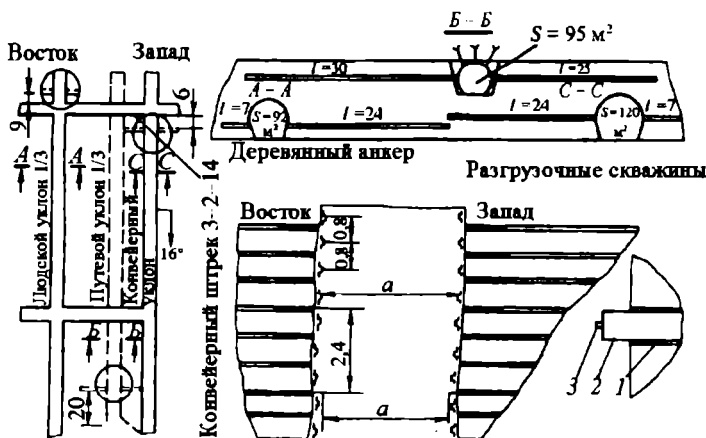 Восток Запад
Б – Б
S = 95 м²
l = 30
l = 25
А – А
С – С
l = 7
S = 92 м²
l = 24
l = 24
S = 120 м²
l = 7
Деревянный анкер
Разгрузочные скважины
6
9
14
А А
С С
Людской уклон 1/3
Путевой уклон 1/3
Конвейерный уклон
16°
Б Б
20
Конвейерный штрек 3-2-14
Восток Запад
0,8
0,8
а
2,4
а
3 2 1